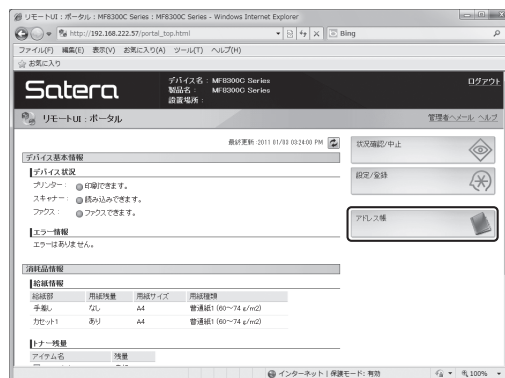 リモートUI：ポータル：MF8300C Series：MF8300C Series - Windows Internet Explorer
http://192.168.222.57/portal_top.html
Bing
ファイル(F) 編集(E) 表示(V) お気に入り(A) ツール(T) ヘルプ(H)
お気に入り
Satera
デバイス名：MF8300C Series
製品名：MF8300C Series
設置場所：
ログアウト
リモートUI：ポータル
管理者へメール ヘルプ
最終更新 :2011 01/03 03:24:00 PM
デバイス基本情報
デバイス状況
プリンター： 印刷できます。
スキャナー： 読み込みできます。
ファクス： ファクスできます。
エラー情報
エラーはありません。
消耗品情報
給紙情報
給紙部 用紙残量 用紙サイズ 用紙種類
手差し なし A4 普通紙1 (60～74 g/m2)
カセット1 あり A4 普通紙1 (60～74 g/m2)
トナー残量
アイテム名 残量
状況確認/中止
設定/登録
アドレス帳
インターネット | 保護モード: 有効
100%